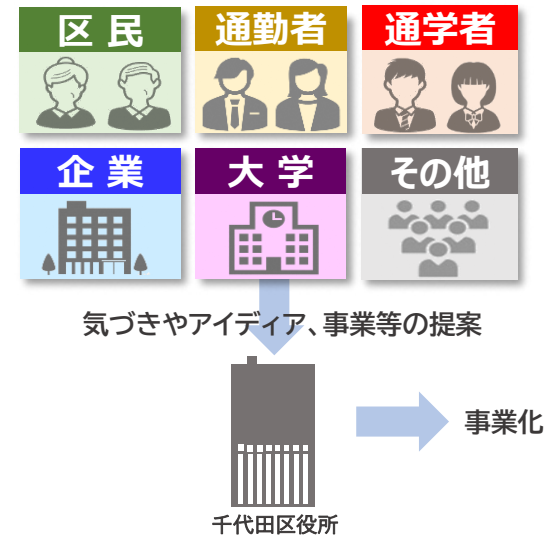 区民
通勤者
通学者
企業
大学
その他
気づきやアイディア、事業等の提案
事業化
千代田区役所